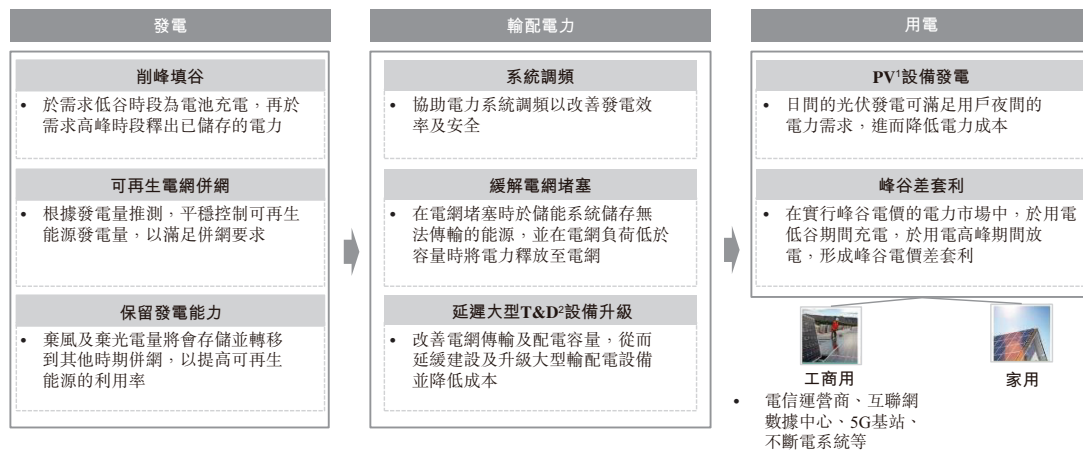 發電
削峰填谷
• 於需求低谷時段為電池充電，再於
需求高峰時段釋出已儲存的電力
可再生電網併網
• 根據發電量推測，平穩控制可再生
能源發電量，以滿足併網要求
保留發電能力
• 棄風及棄光電量將會存儲並轉移
到其他時期併網，以提高可再生
能源的利用率
輸配電力
系統調頻
• 協助電力系統調頻以改善發電效
率及安全
緩解電網堵塞
• 在電網堵塞時於儲能系統儲存無
法傳輸的能源，並在電網負荷低於
容量時將電力釋放至電網
延遲大型T&D²設備升級
• 改善電網傳輸及配電容量，從而
延緩建設及升級大型輸配電設備
並降低成本
用電
PV¹設備發電
• 日間的光伏發電可滿足用戶夜間的
電力需求，進而降低電力成本
峰谷差套利
• 在實行峰谷電價的電力市場中，於用電
低谷期間充電，於用電高峰期間放
電，形成峰谷電價差套利
工商用
• 電信運營商、互聯網
數據中心、5G基站、
不斷電系統等
家用